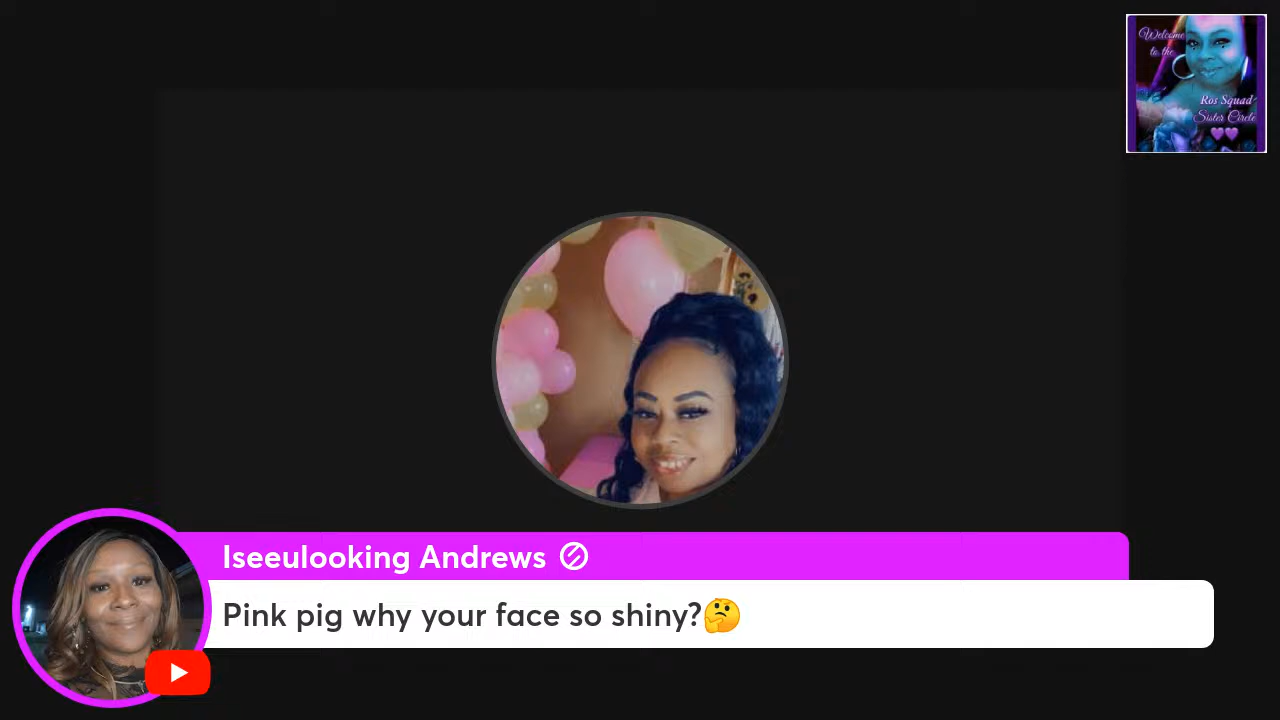 Welcome
to the
Ros Squad
Sister Circle
Iseeulooking Andrews
Pink pig why your face so shiny?🤔